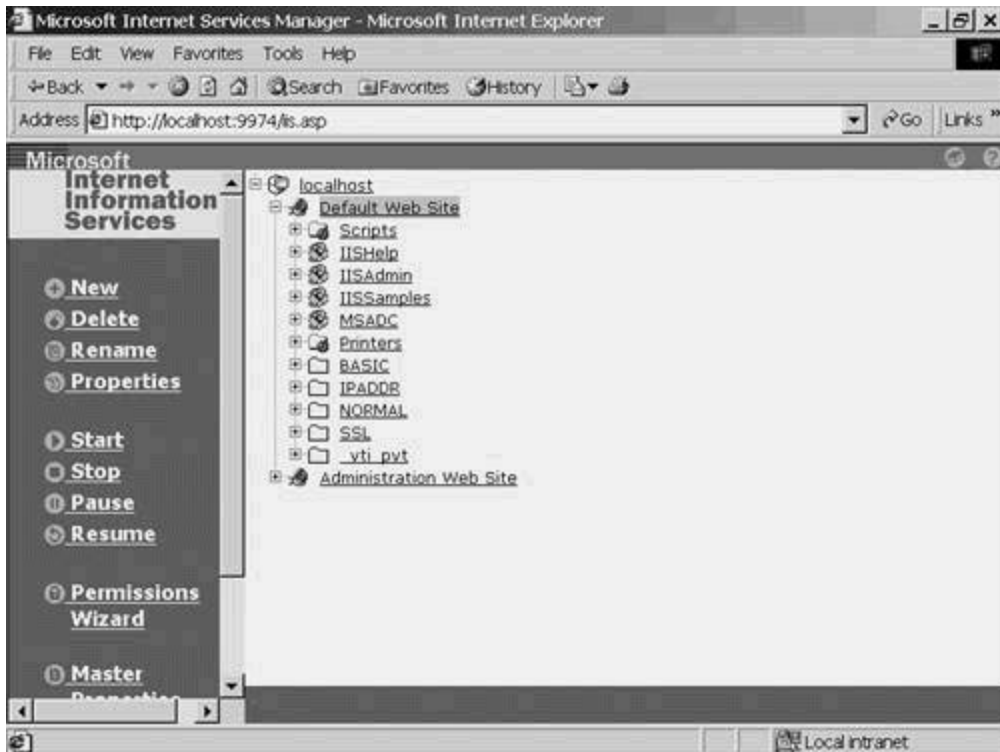 Microsoft Internet Services Manager - Microsoft Internet Explorer
File Edit View Favorites Tools Help
Back Search Favorites History
Address http://localhost:9974/iis.asp Go Links »
Microsoft
Internet
Information
Services
New
Delete
Rename
Properties
Start
Stop
Pause
Resume
Permissions
Wizard
Master
Properties
localhost
Default Web Site
Scripts
IISHelp
IISAdmin
IISSamples
MSADC
Printers
BASIC
IPADDR
NORMAL
SSL
_vti_pvt
Administration Web Site
Local intranet